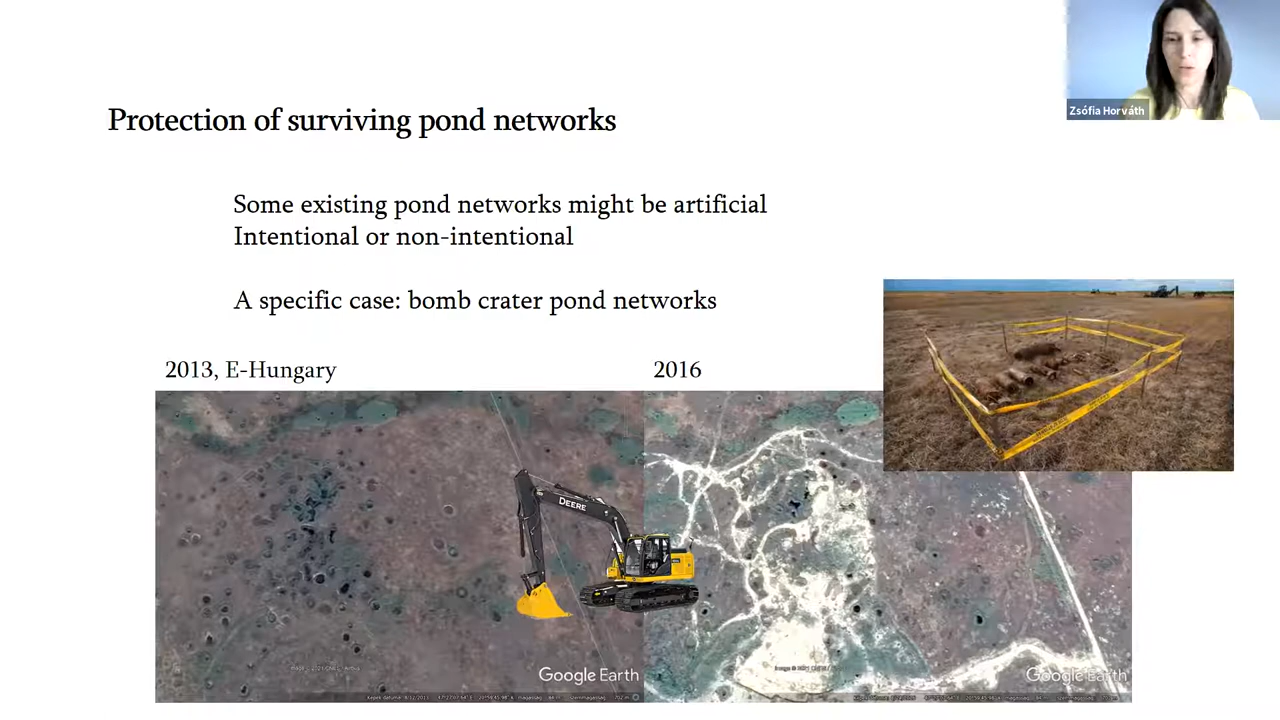 Zsófia Horváth
Protection of surviving pond networks
Some existing pond networks might be artificial
Intentional or non-intentional
A specific case: bomb crater pond networks
2013, E-Hungary
2016
DEERE
Google Earth
Google Earth